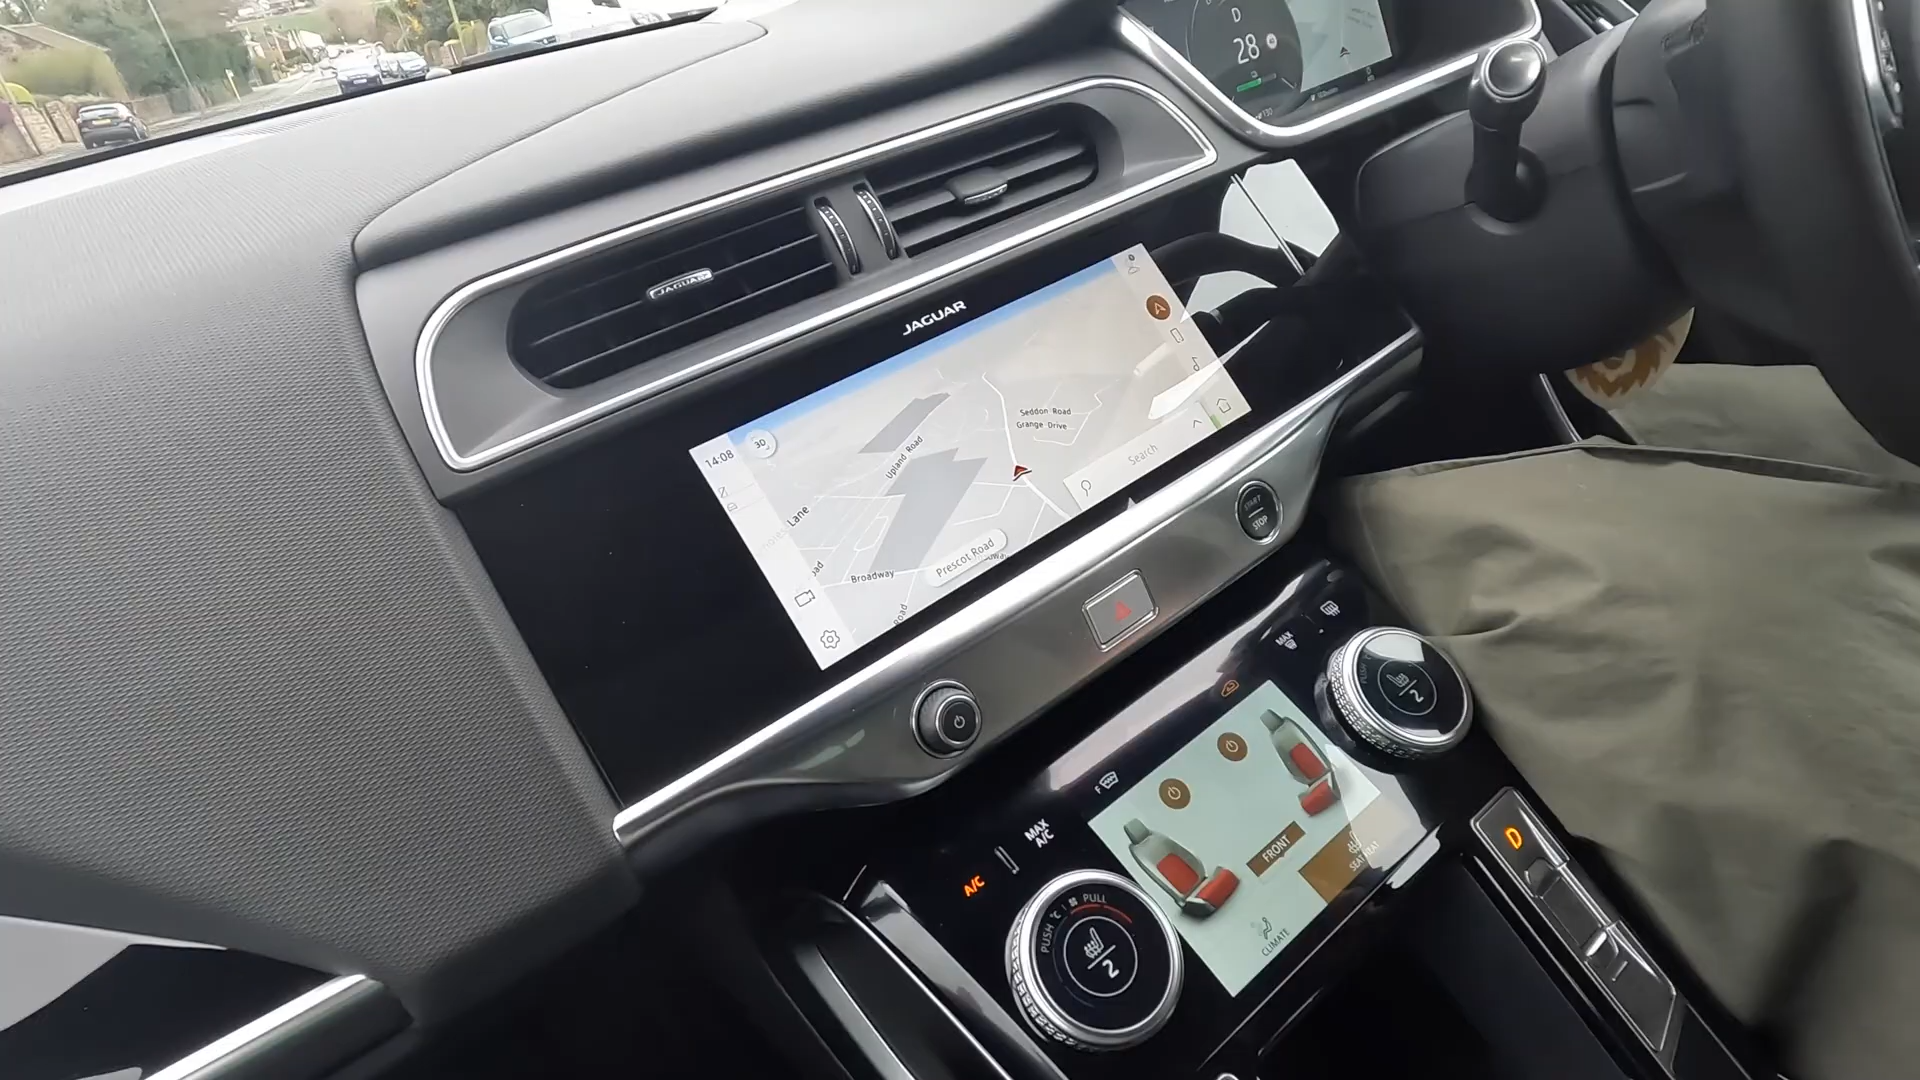 D
28
JAGUAR
JAGUAR
14:08
30
Seddon Road
Grange Drive
Upland Road
Lane
Search
Prescot Road
Broadway
START
STOP
MAX
2
F
MAX
A/C
A/C
FRONT
SEAT
CLIMATE
PUSH °C PULL
2
D